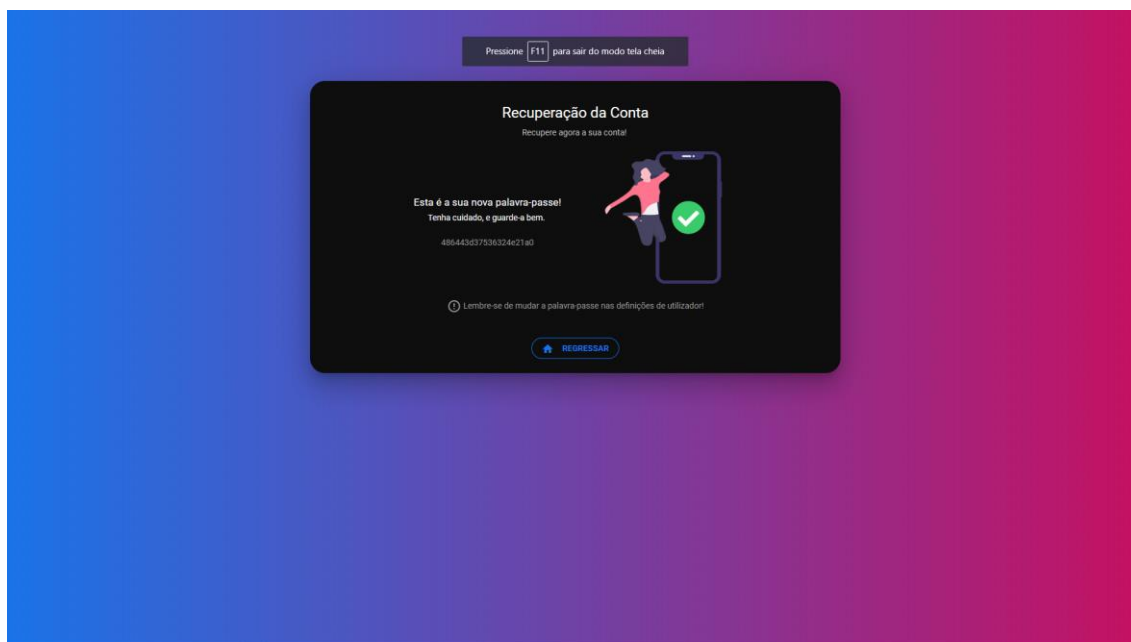 Pressione F11 para sair do modo tela cheia
Recuperação da Conta
Recupere agora a sua conta!
Esta é a sua nova palavra-passe!
Tenha cuidado, e guarde-a bem.
486443d37536324e21a0
Lembre-se de mudar a palavra-passe nas definições de utilizador!
REGRESSAR